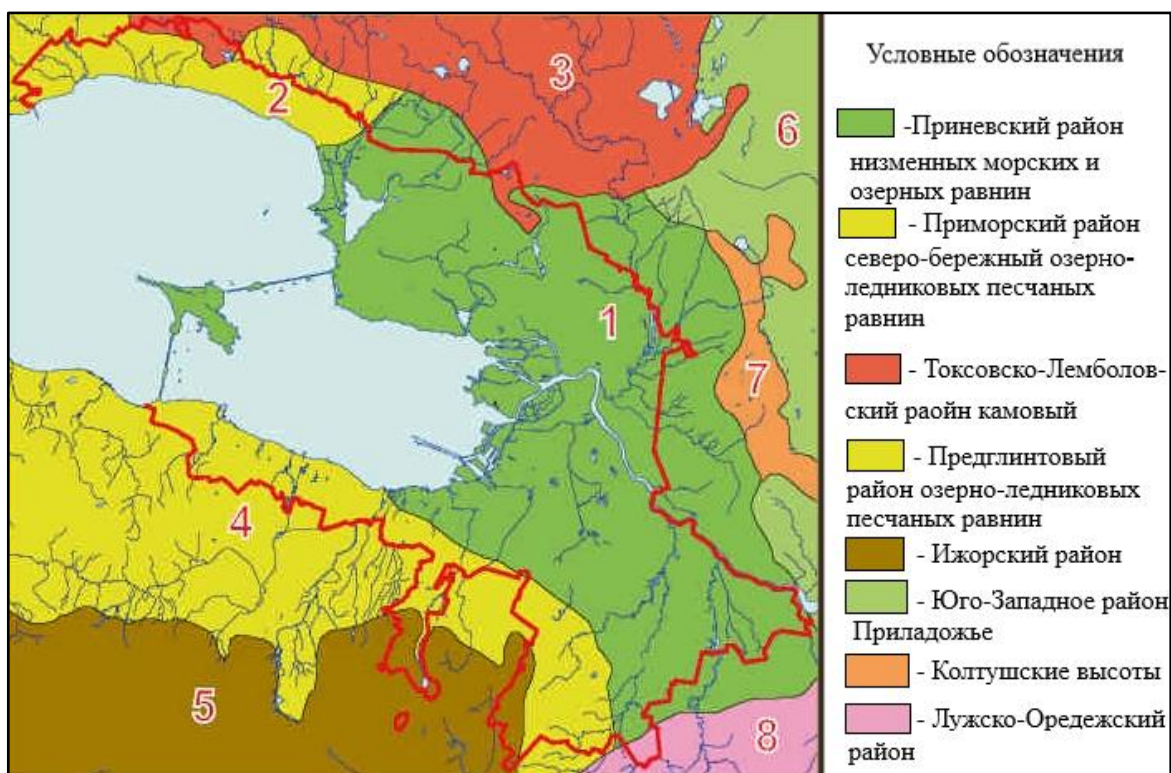 Условные обозначения
-Приневский район
низменных морских и
озерных равнин
- Приморский район
северо-бережный озерно-
ледниковых песчаных
равнин
- Токсовско-Лемболов-
ский раойн камовый
- Предглинтовый
район озерно-ледниковых
песчаных равнин
- Ижорский район
- Юго-Западное район
Приладожье
- Колтушские высоты
- Лужско-Оредежский
район
3
2
6
1
7
4
5
8